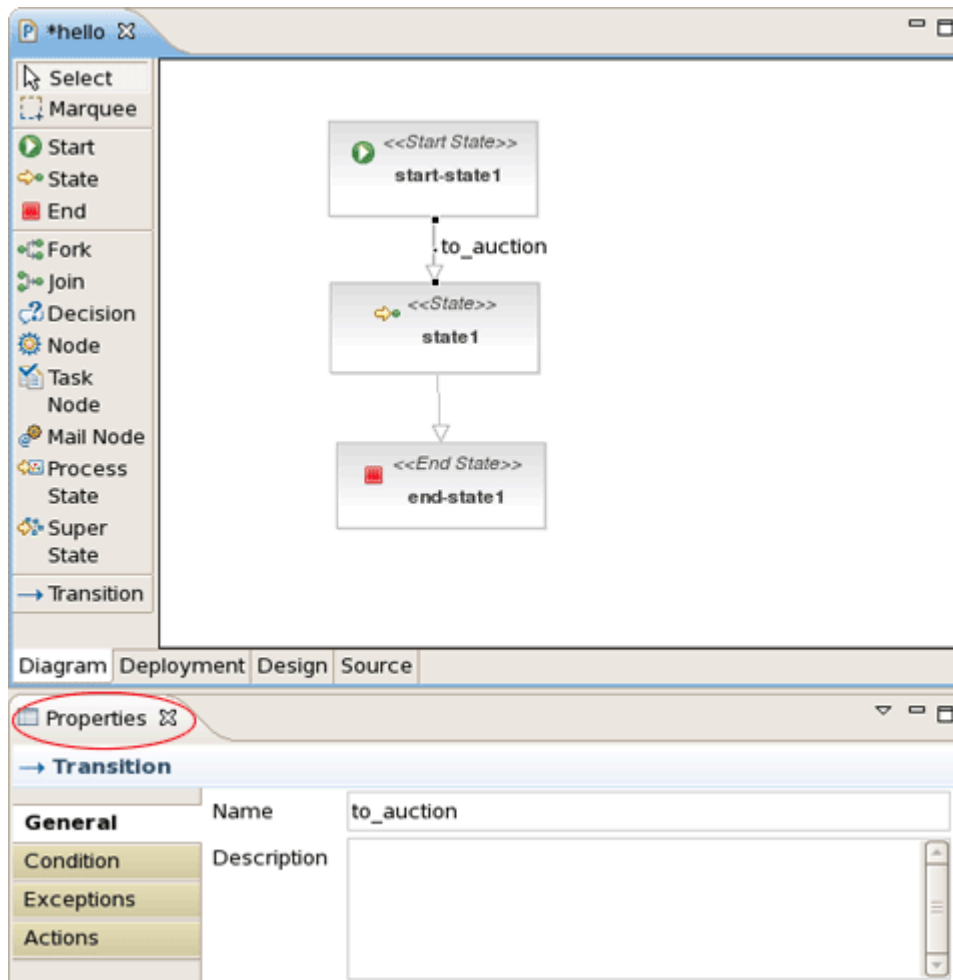 *hello
Select
Marquee
Start
State
End
Fork
Join
Decision
Node
Task
Node
Mail Node
Process
State
Super
State
Transition
<<Start State>>
start-state1
to_auction
<<State>>
state1
<<End State>>
end-state1
Diagram Deployment Design Source
Properties
Transition
General
Condition
Exceptions
Actions
Name to_auction
Description